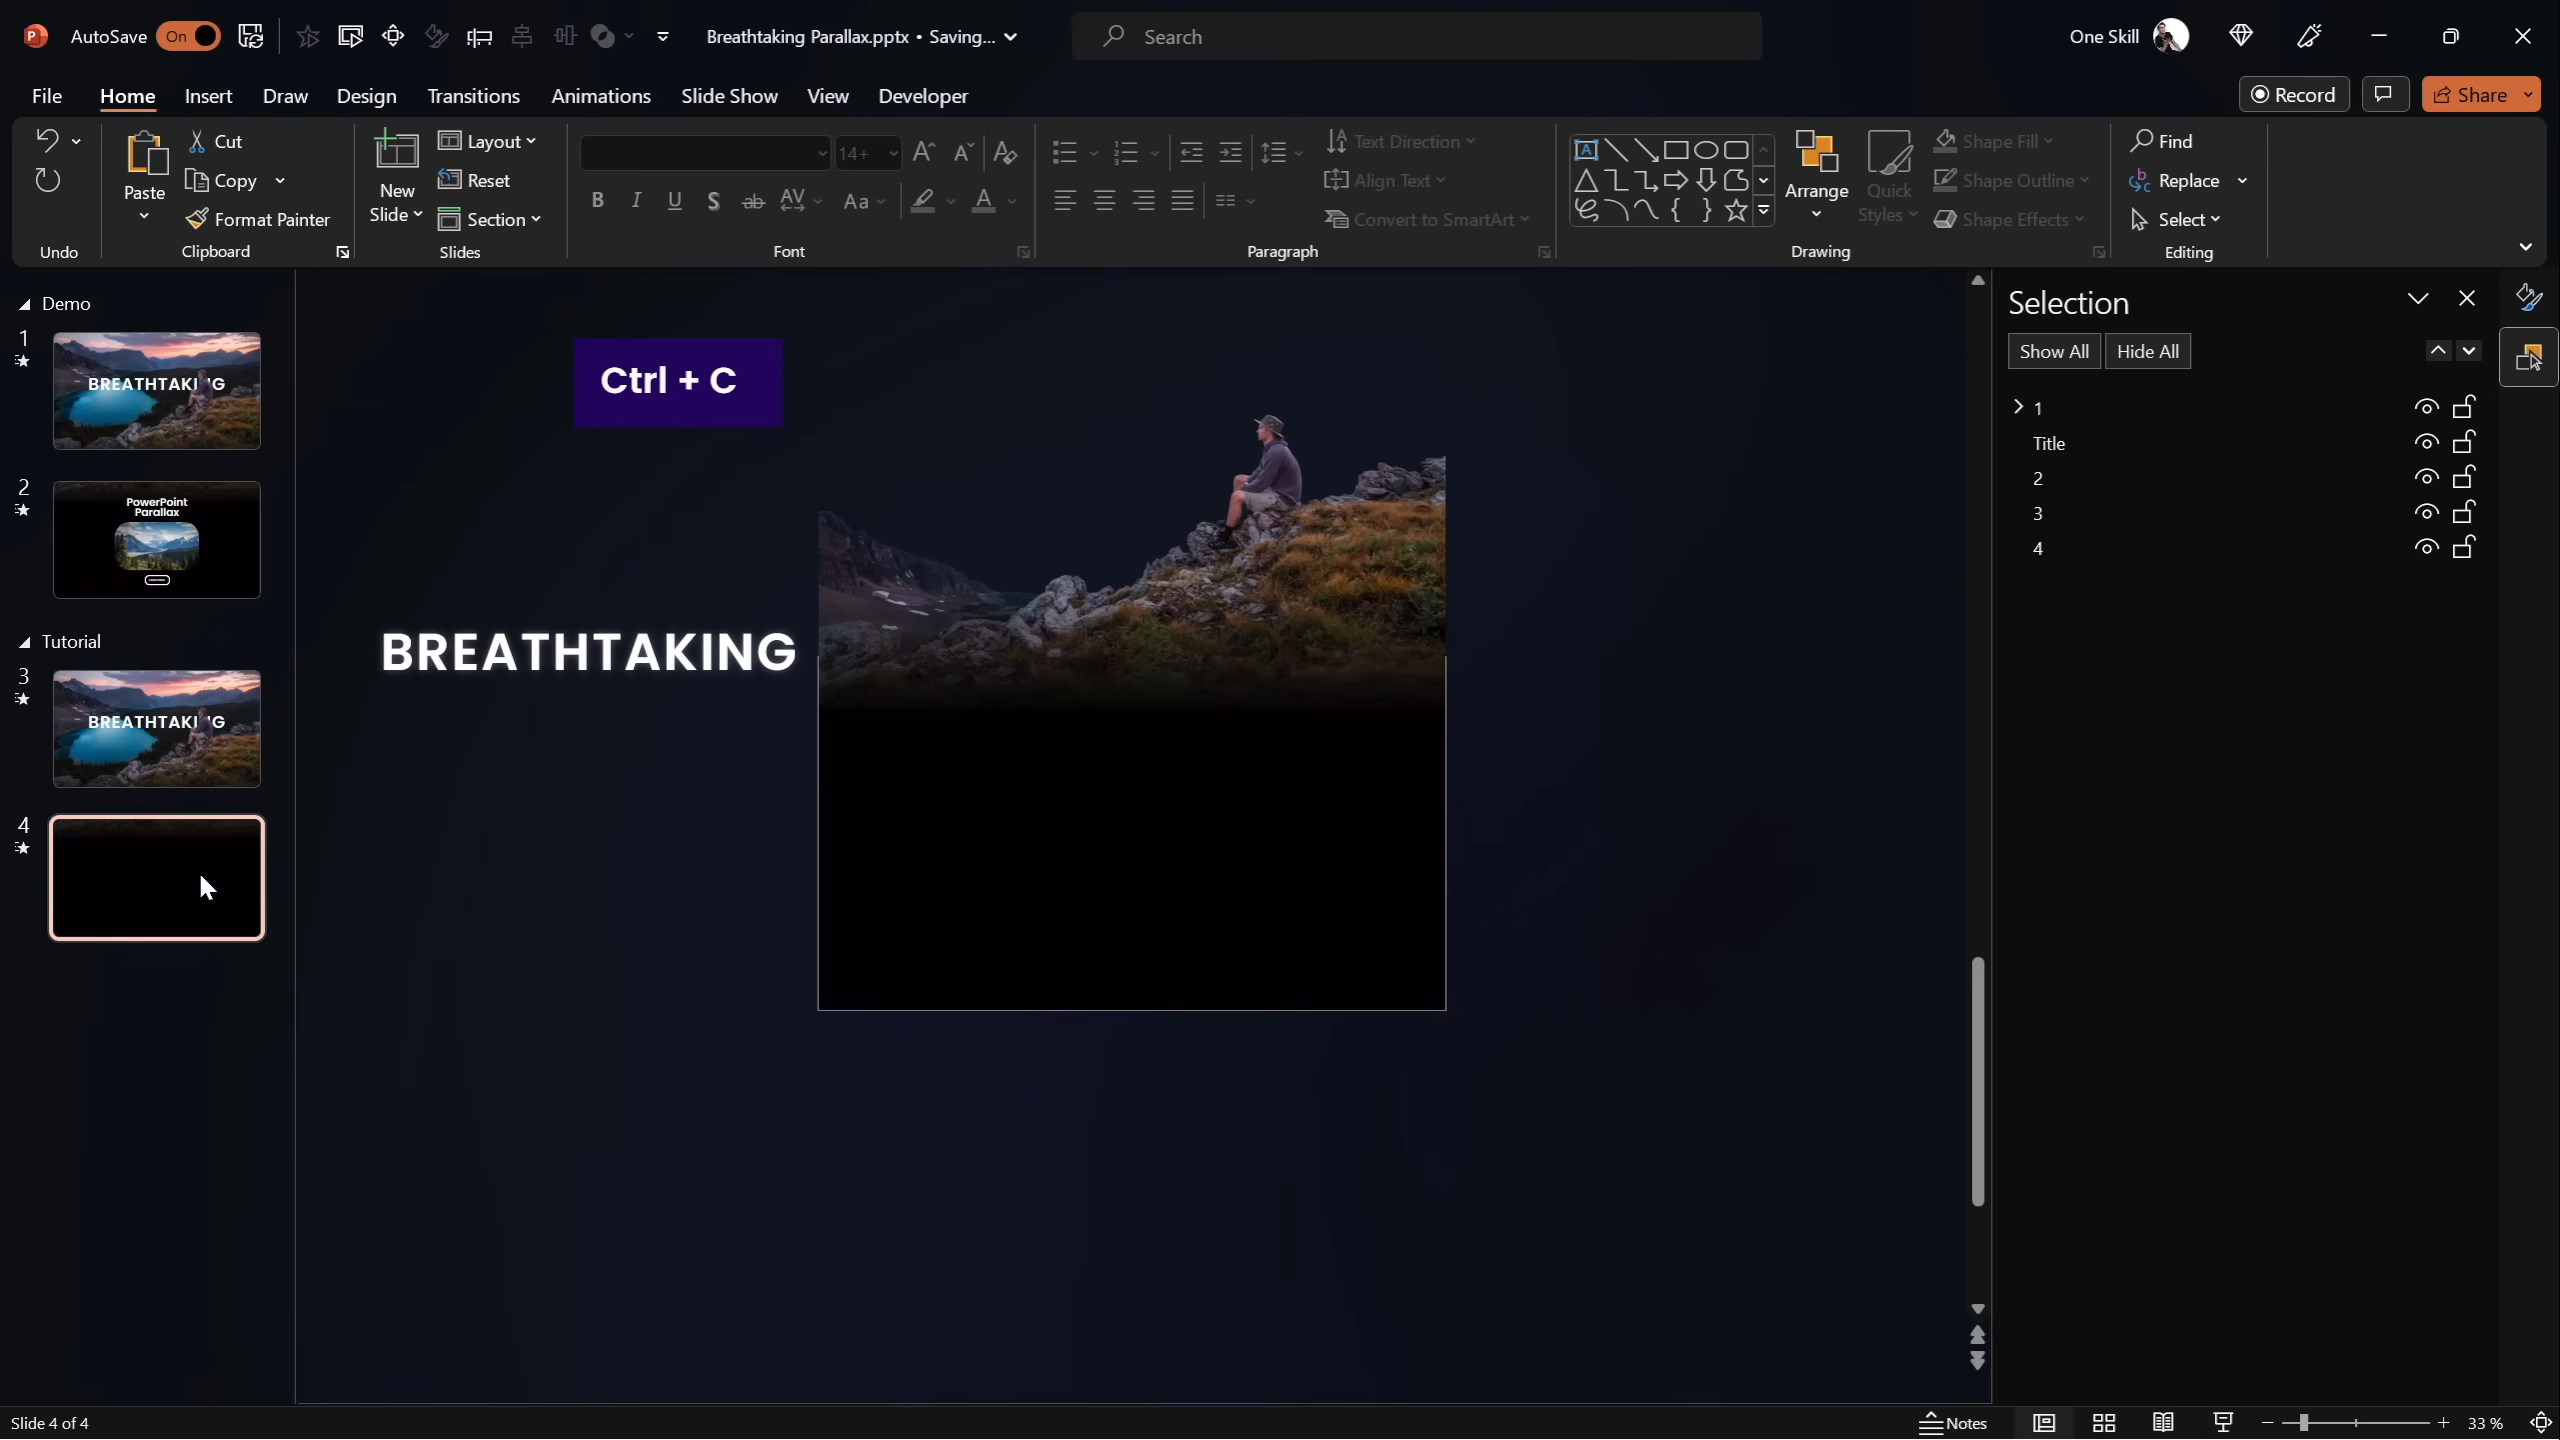 AutoSave On
Breathtaking Parallax.pptx • Saving...
Search
One Skill
File Home Insert Draw Design Transitions Animations Slide Show View Developer
Record
Share
Paste
Cut
Copy
Format Painter
New
Slide
Layout
Reset
Section
14+
B I U S ab AV Aa A
Text Direction
Align Text
Convert to SmartArt
Arrange
Quick
Styles
Shape Fill
Shape Outline
Shape Effects
Find
Replace
Select
Undo Clipboard Slides Font Paragraph Drawing Editing
Demo
1
BREATHTAKI G
2
PowerPoint
Parallax
Tutorial
3
BREATHTAKI G
4
Ctrl + C
BREATHTAKING
Selection
Show All Hide All
1
Title
2
3
4
Slide 4 of 4
Notes
33 %